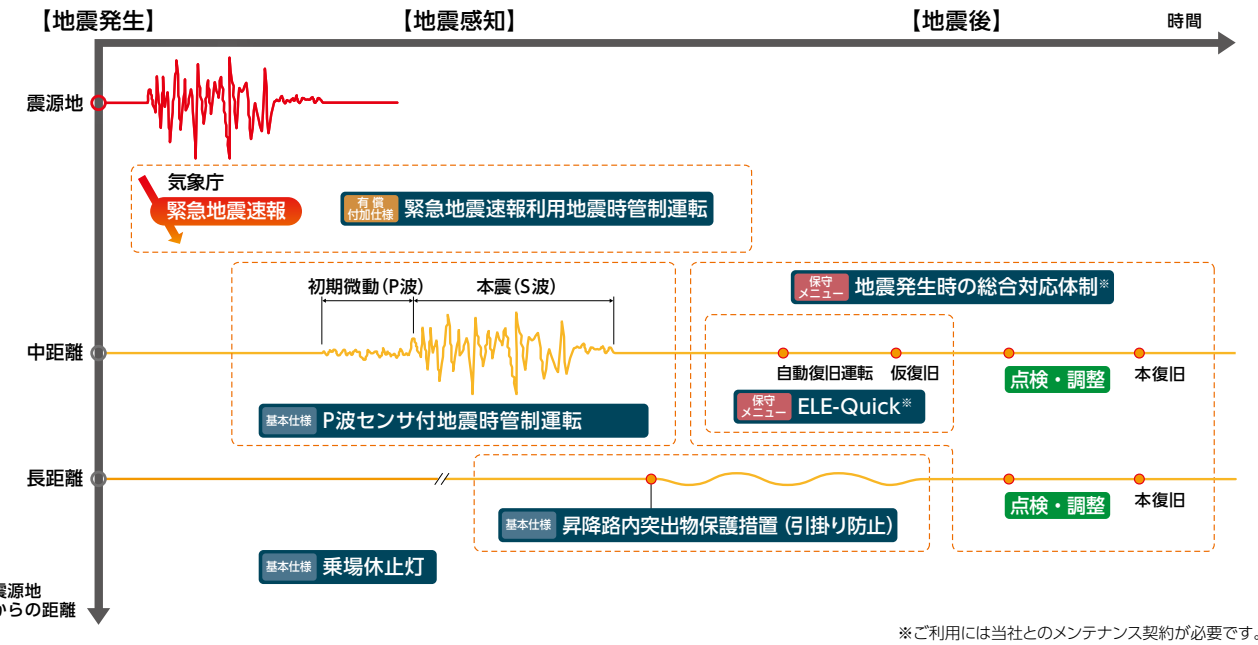 【地震発生】
【地震感知】
【地震後】
時間
震源地
気象庁
緊急地震速報
有償
付加仕様
緊急地震速報利用地震時管制運転
初期微動(P波)
本震(S波)
保守
メニュー
地震発生時の総合対応体制※
中距離
自動復旧運転
仮復旧
点検・調整
本復旧
保守
メニュー
ELE-Quick※
基本仕様 P波センサ付地震時管制運転
長距離
点検・調整
本復旧
基本仕様 昇降路内突出物保護措置(引掛り防止)
基本仕様 乗場休止灯
震源地
からの距離
※ご利用には当社とのメンテナンス契約が必要です。